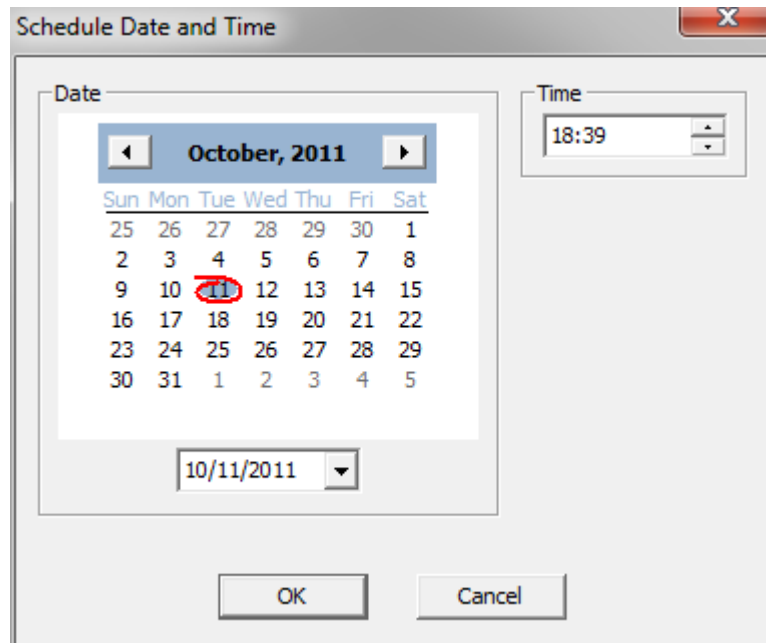 Schedule Date and Time
X
Date
Time
October, 2011
18:39
Sun Mon Tue Wed Thu Fri Sat
25 26 27 28 29 30 1
2 3 4 5 6 7 8
9 10 11 12 13 14 15
16 17 18 19 20 21 22
23 24 25 26 27 28 29
30 31 1 2 3 4 5
10/11/2011
OK
Cancel